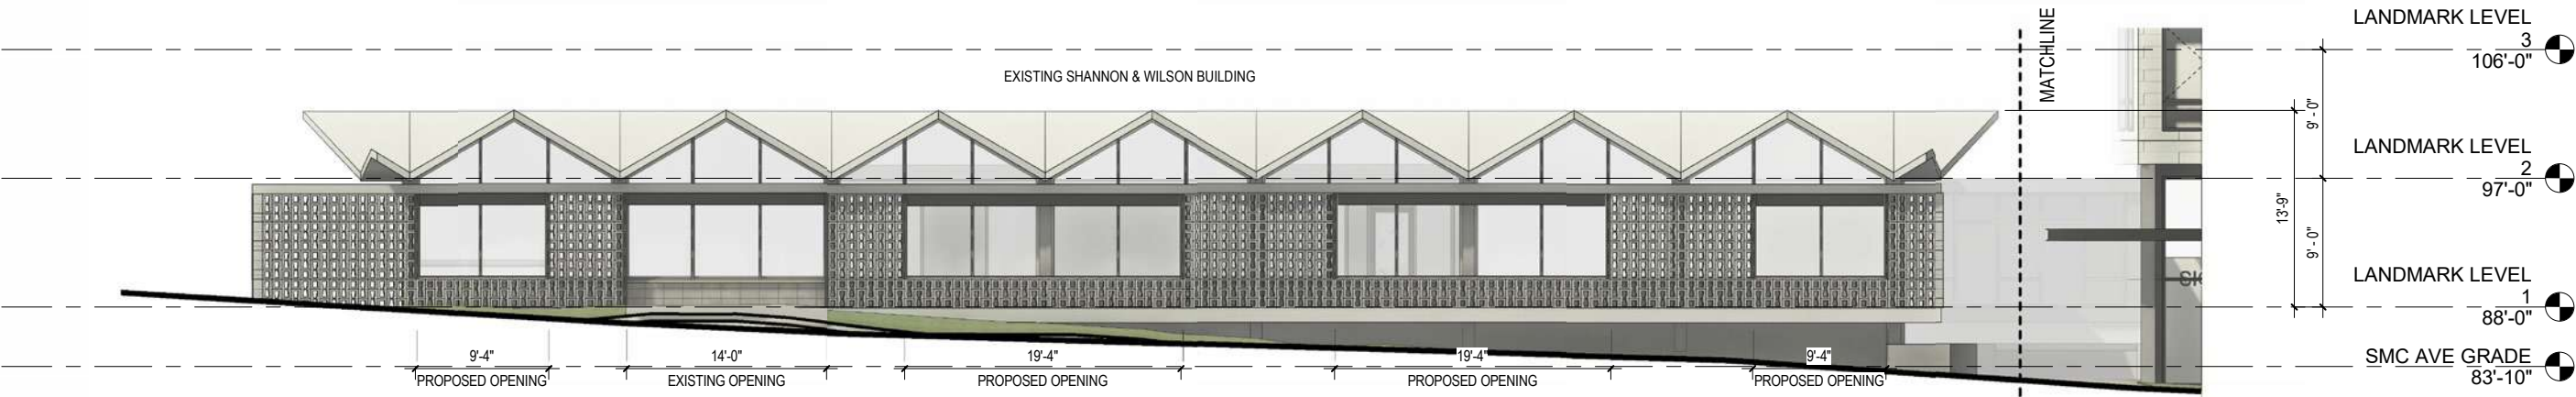 MATCHLINE
LANDMARK LEVEL
3
106'-0"
EXISTING SHANNON & WILSON BUILDING
9' - 0"
LANDMARK LEVEL
2
97'-0"
13'-9"
9' - 0"
LANDMARK LEVEL
1
88'-0"
9'-4"
14'-0"
19'-4"
19'-4"
9'-4"
PROPOSED OPENING
EXISTING OPENING
PROPOSED OPENING
PROPOSED OPENING
PROPOSED OPENING
SMC AVE GRADE
83'-10"